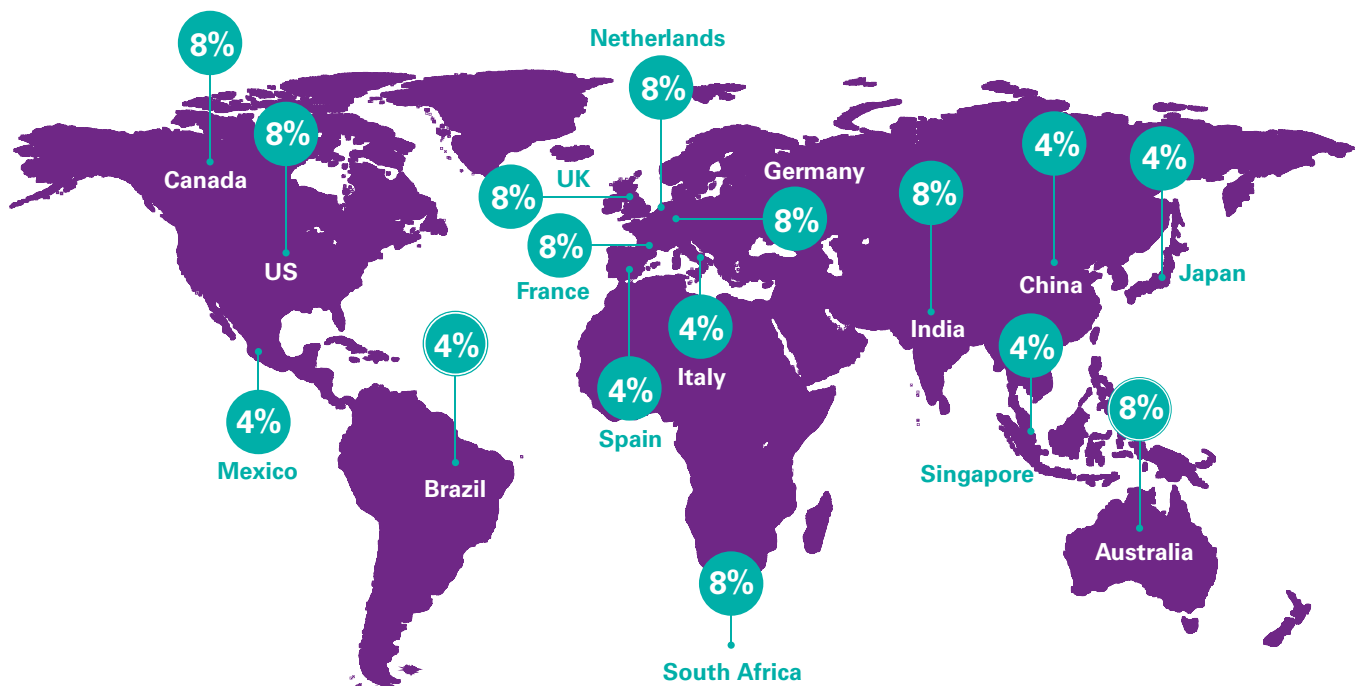 8%
Canada
8%
US
4%
Mexico
4%
Brazil
Netherlands
8%
UK
8%
8%
France
Germany
8%
4%
Italy
4%
Spain
8%
South Africa
8%
India
4%
China
4%
Japan
4%
Singapore
8%
Australia